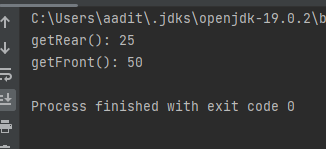 C:\Users\aadit\.jdks\openjdk-19.0.2\b
getRear(): 25
getFront(): 50
Process finished with exit code 0